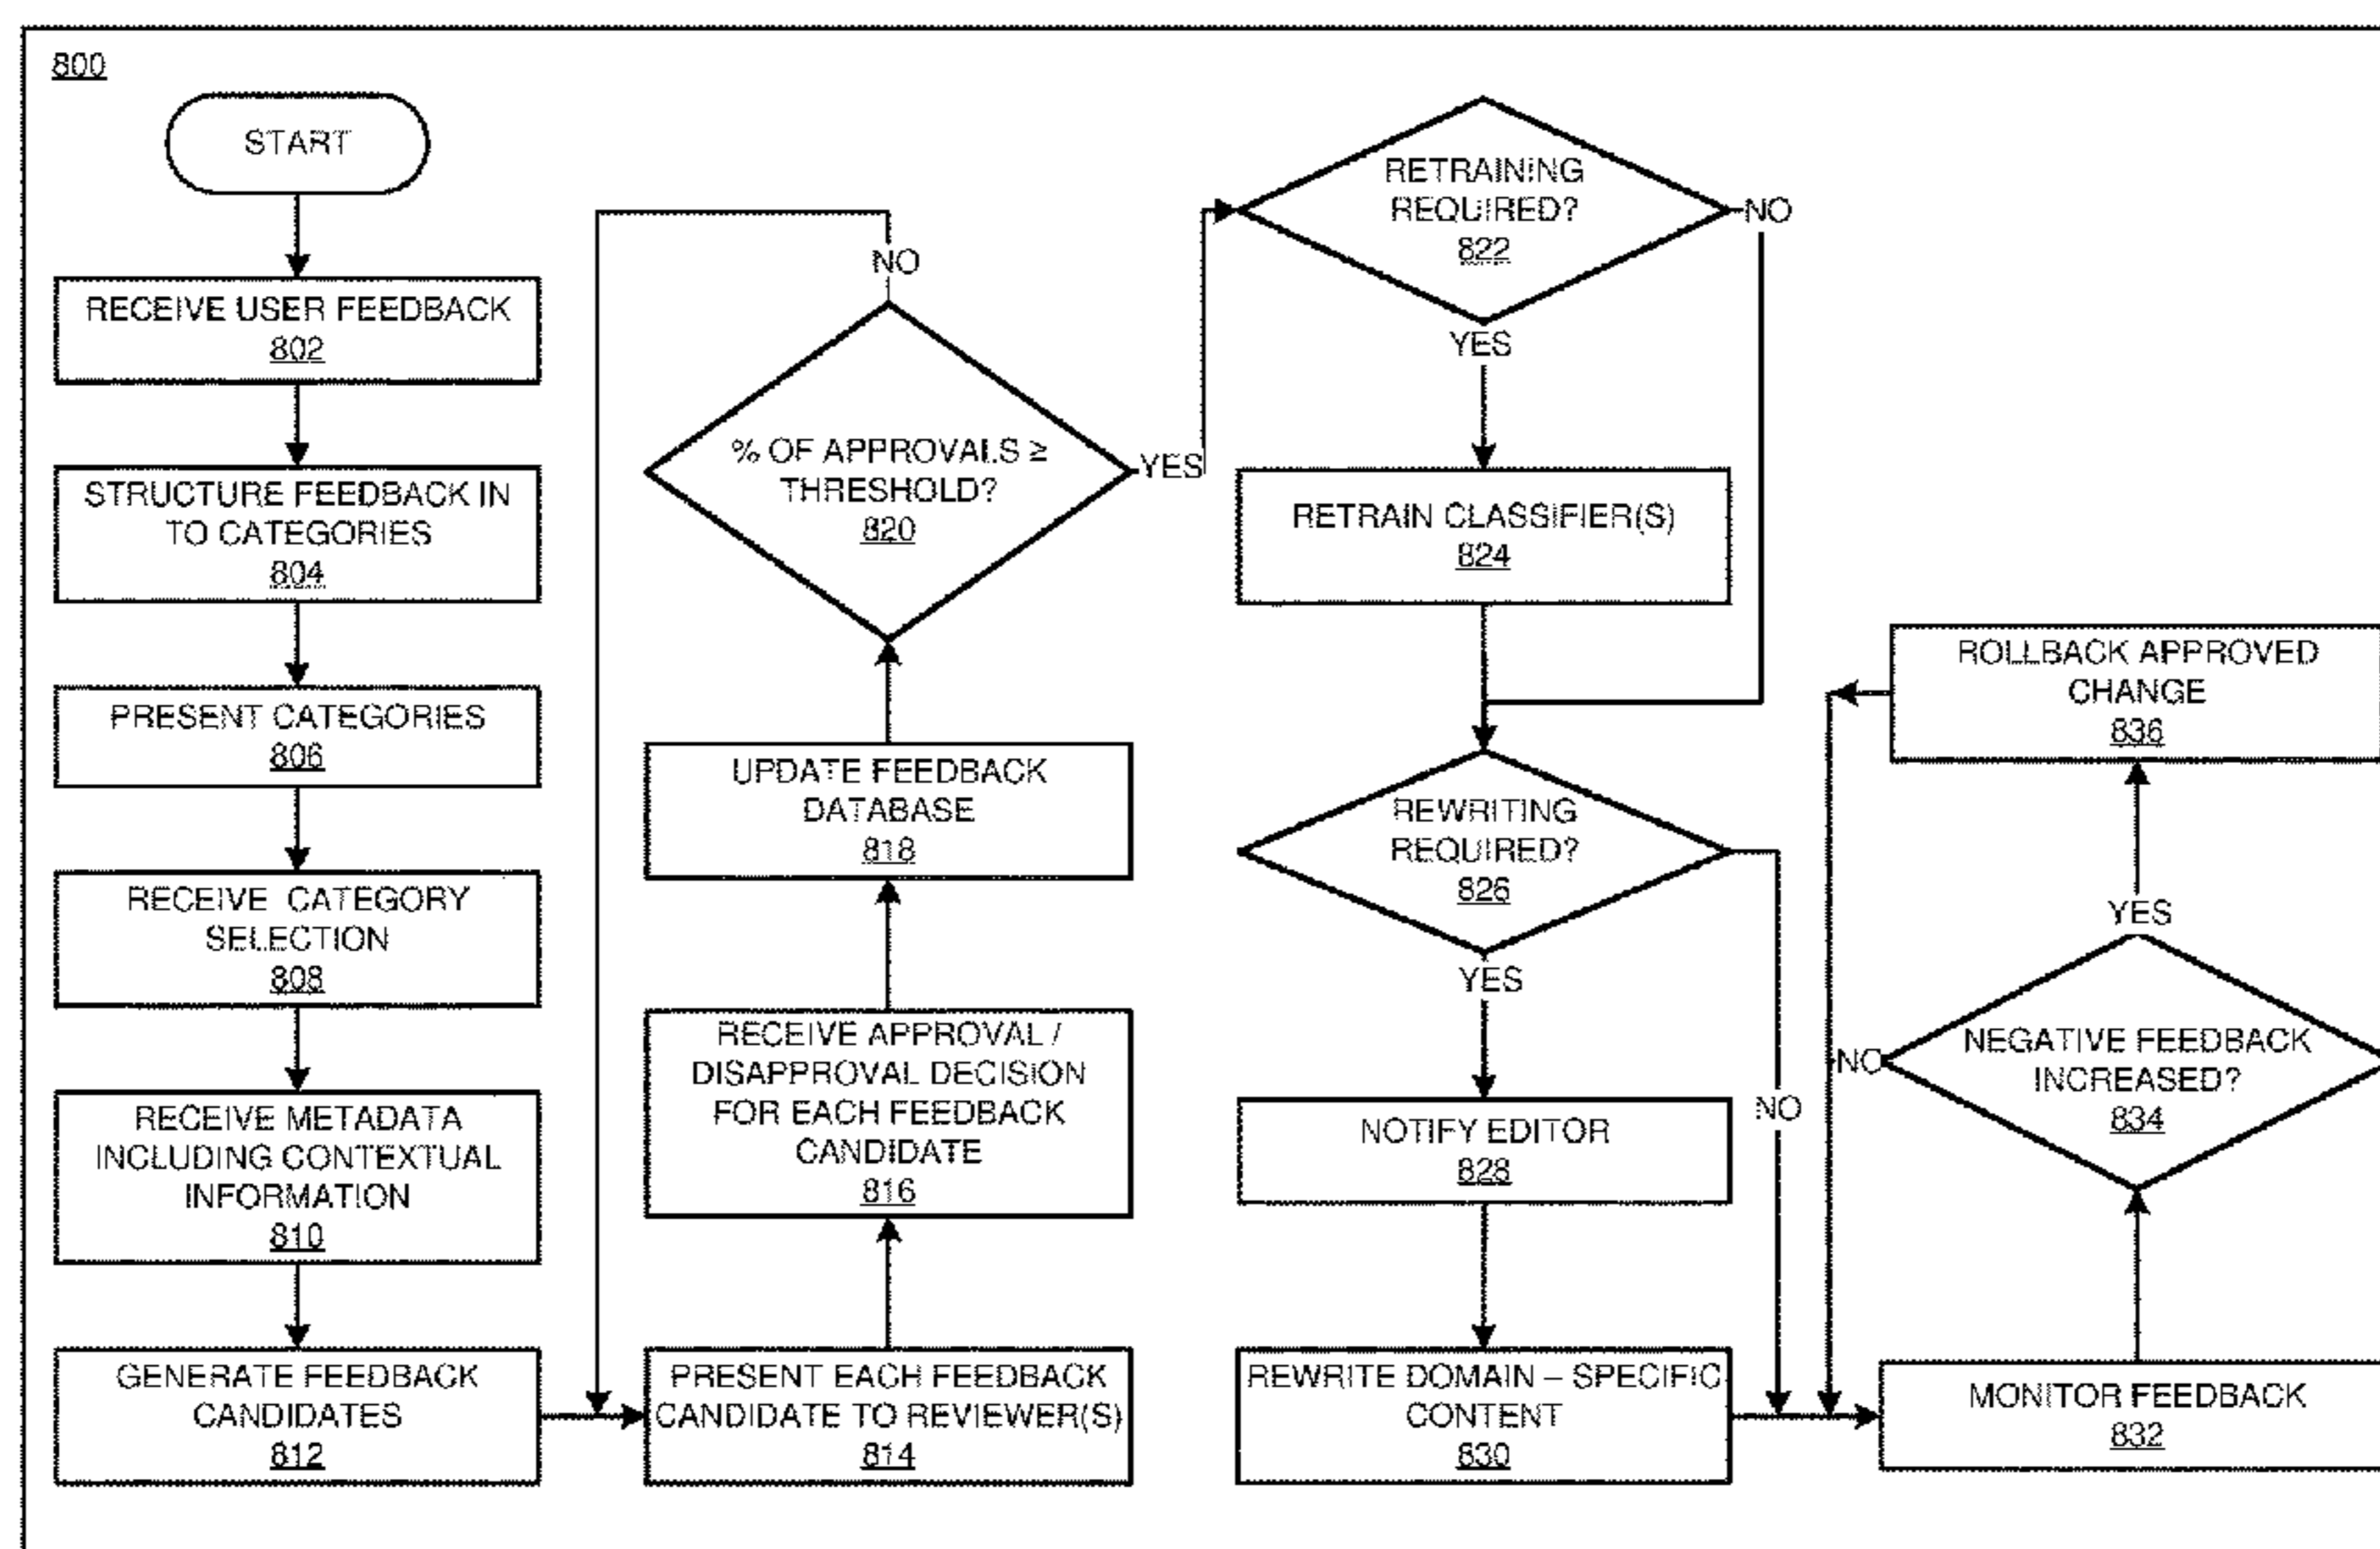 800
START
RECEIVE USER FEEDBACK
802
STRUCTURE FEEDBACK IN
TO CATEGORIES
804
PRESENT CATEGORIES
806
RECEIVE CATEGORY
SELECTION
808
RECEIVE METADATA
INCLUDING CONTEXTUAL
INFORMATION
810
GENERATE FEEDBACK
CANDIDATES
812
NO
% OF APPROVALS ≥
THRESHOLD?
820
YES
UPDATE FEEDBACK
DATABASE
818
RECEIVE APPROVAL /
DISAPPROVAL DECISION
FOR EACH FEEDBACK
CANDIDATE
816
PRESENT EACH FEEDBACK
CANDIDATE TO REVIEWER(S)
814
RETRAINING
REQUIRED?
822
NO
YES
RETRAIN CLASSIFIER(S)
824
REWRITING
REQUIRED?
826
YES
NO
NOTIFY EDITOR
828
REWRITE DOMAIN – SPECIFIC
CONTENT
830
ROLLBACK APPROVED
CHANGE
836
YES
NO
NEGATIVE FEEDBACK
INCREASED?
834
MONITOR FEEDBACK
832